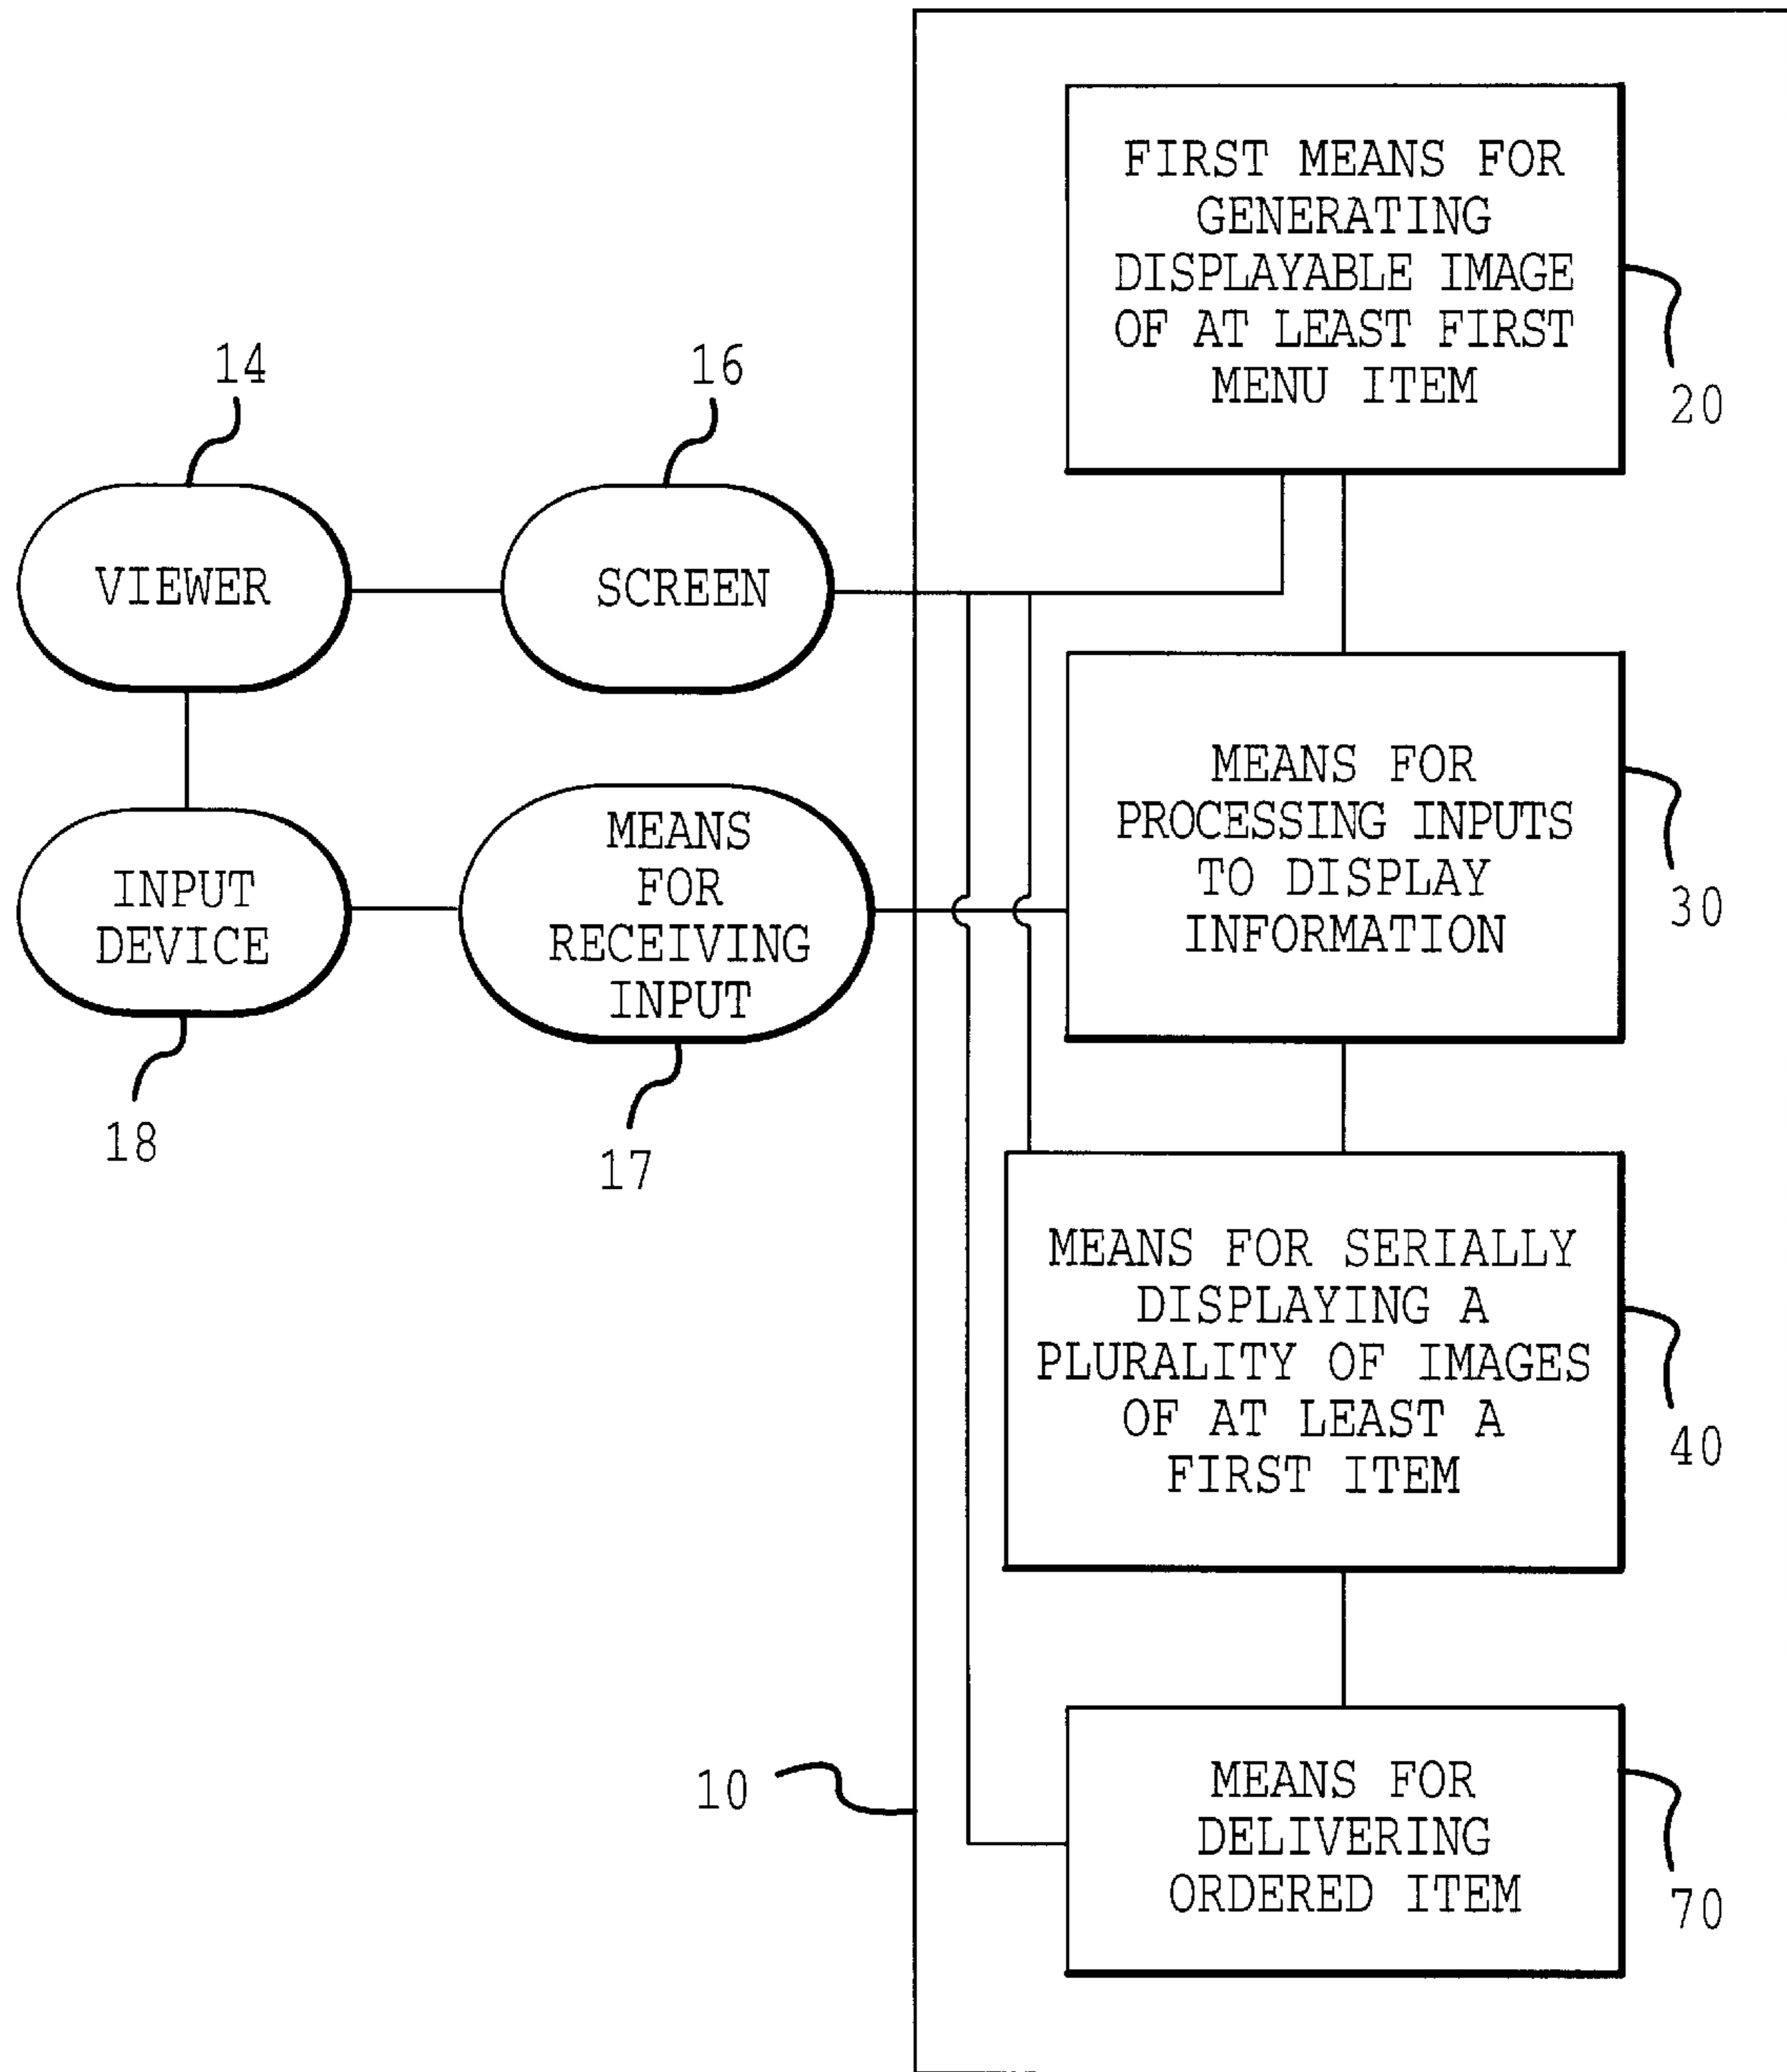 FIRST MEANS FOR
GENERATING
DISPLAYABLE IMAGE
OF AT LEAST FIRST
MENU ITEM
20
14
16
VIEWER
SCREEN
MEANS FOR
PROCESSING INPUTS
TO DISPLAY
INFORMATION
30
INPUT
DEVICE
MEANS
FOR
RECEIVING
INPUT
18
17
MEANS FOR SERIALLY
DISPLAYING A
PLURALITY OF IMAGES
OF AT LEAST A
FIRST ITEM
40
10
MEANS FOR
DELIVERING
ORDERED ITEM
70